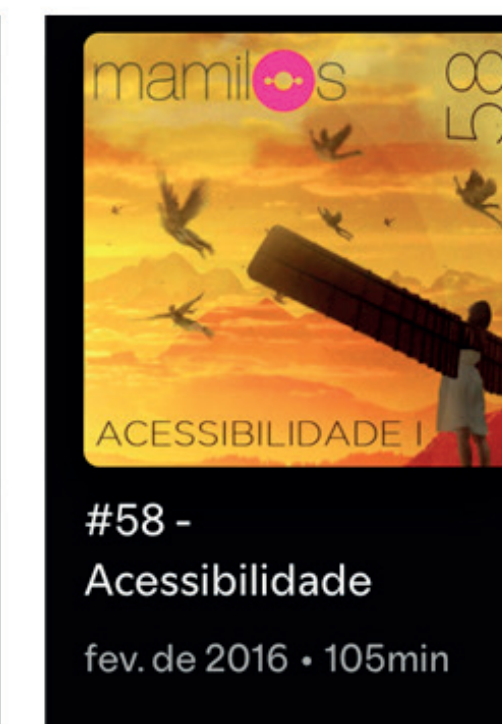 mamilos
58
ACESSIBILIDADE I
#58 -
Acessibilidade
fev. de 2016 • 105min